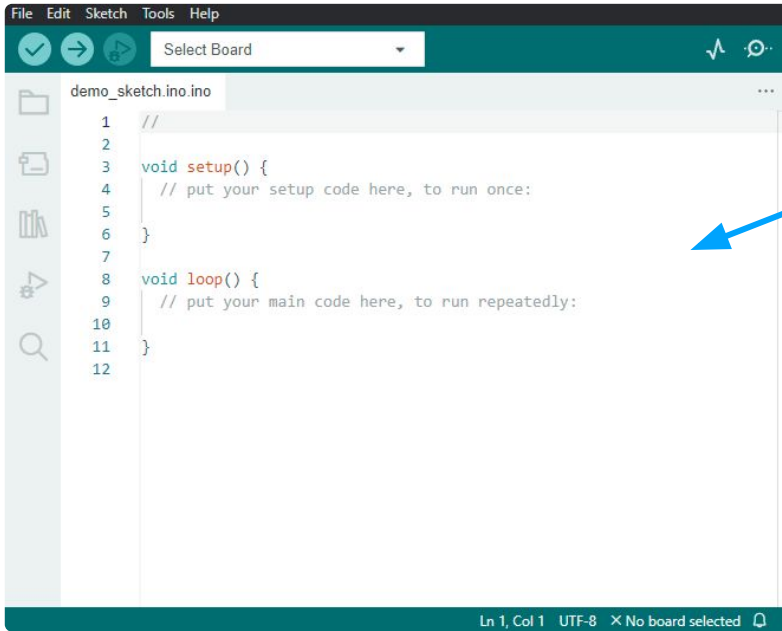 File Edit Sketch Tools Help
Select Board
demo_sketch.ino.ino
1 //
2
3 void setup() {
4 // put your setup code here, to run once:
5
6 }
7
8 void loop() {
9 // put your main code here, to run repeatedly:
10
11 }
12
Ln 1, Col 1 UTF-8 × No board selected